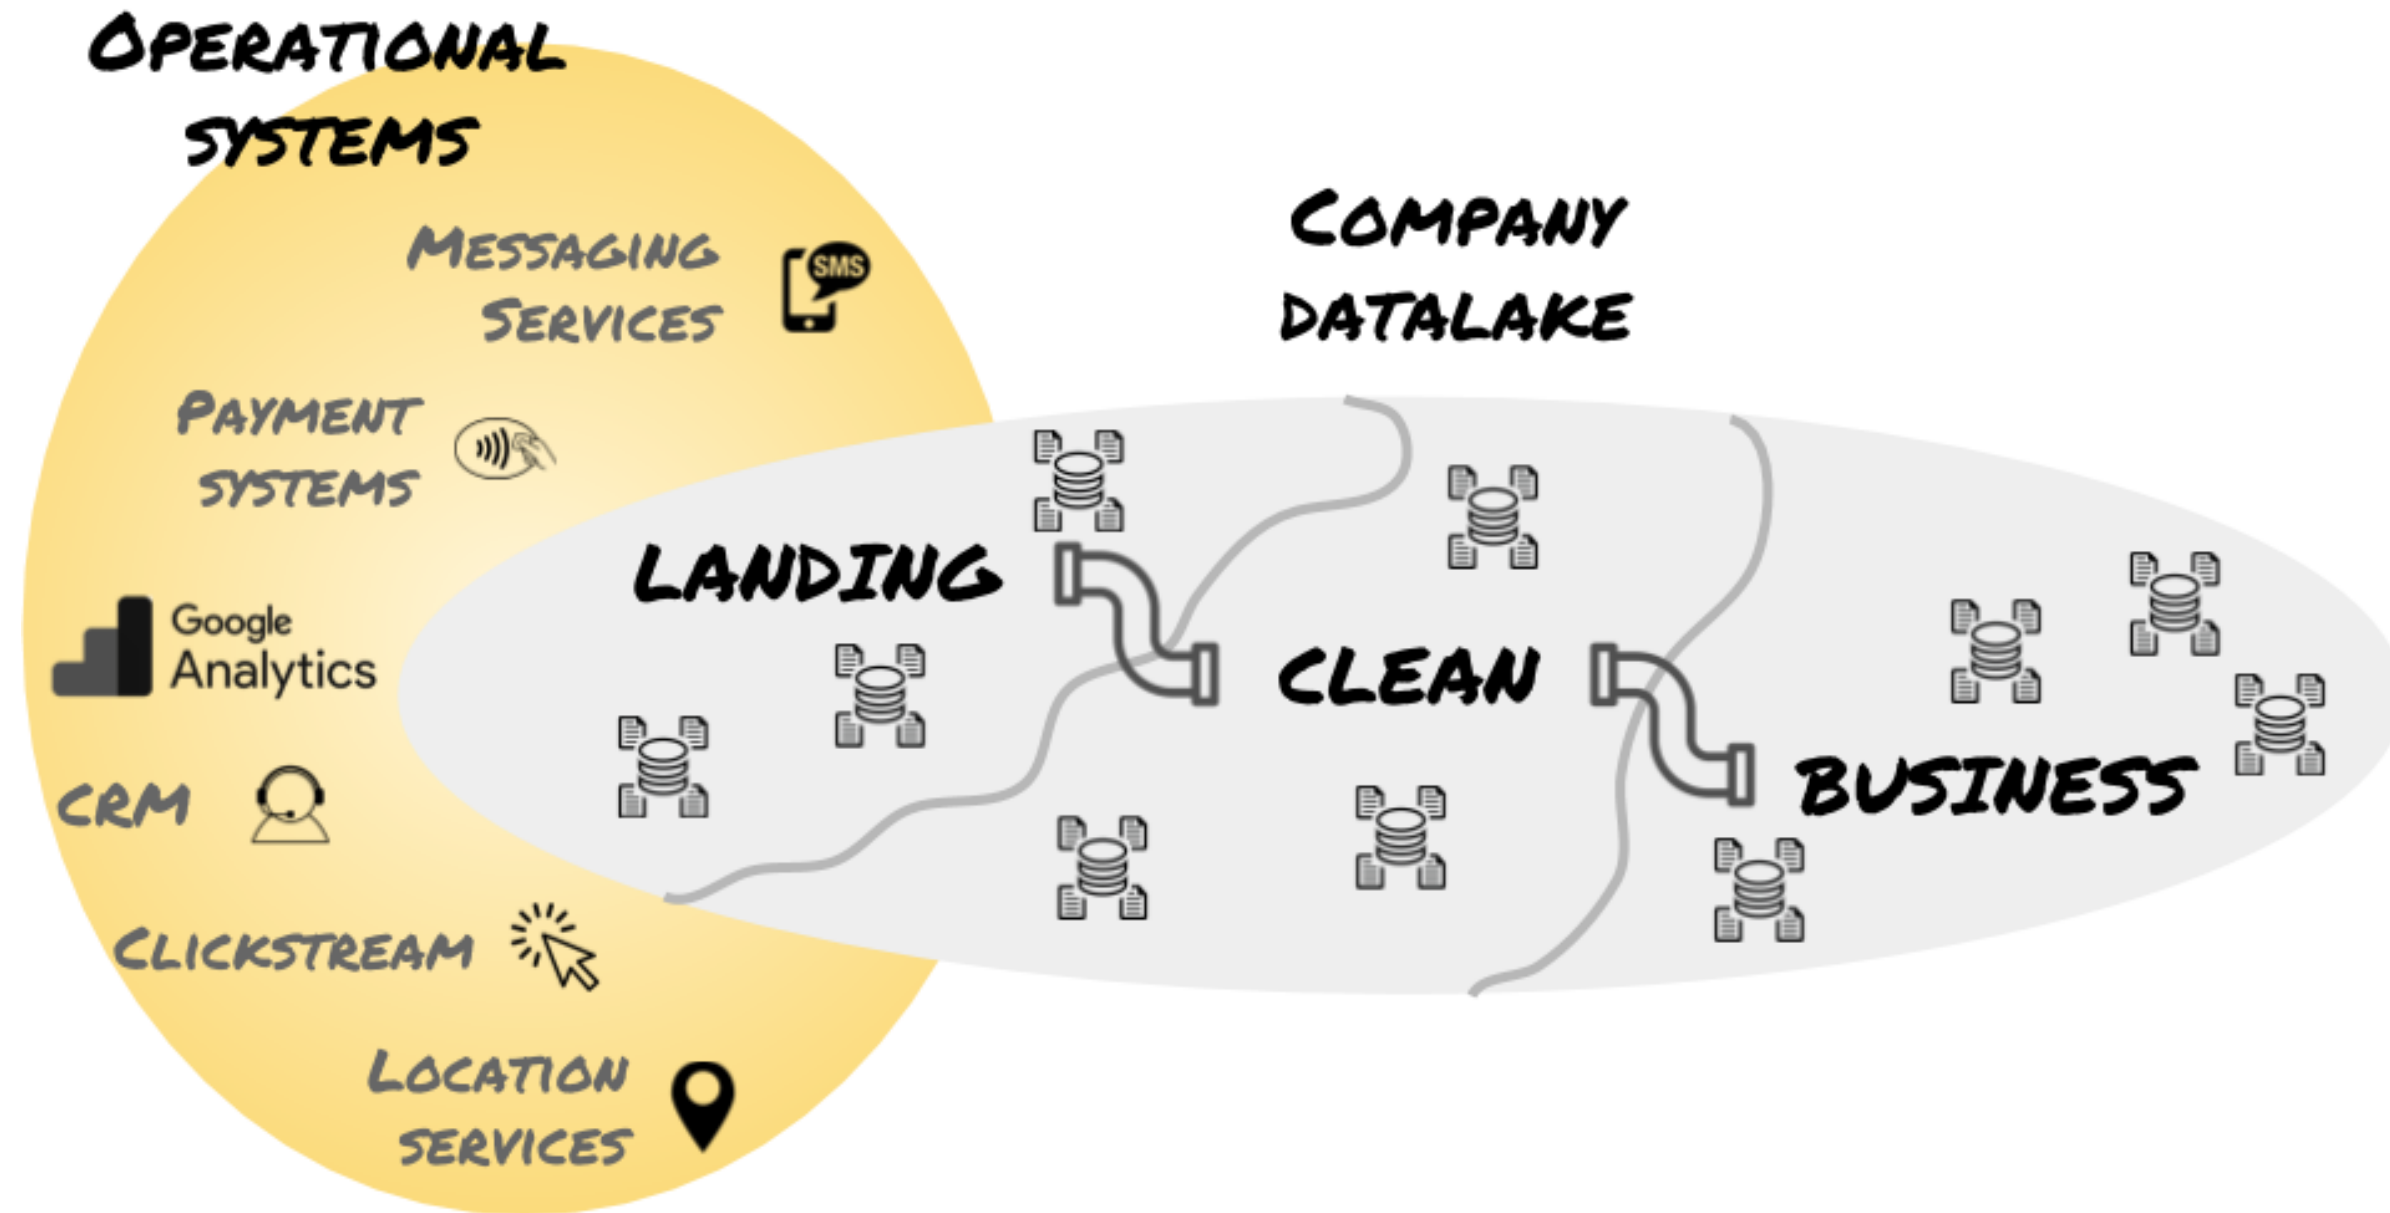 OPERATIONAL
SYSTEMS
MESSAGING
SERVICES
SMS
PAYMENT
SYSTEMS
Google
Analytics
CRM
CLICKSTREAM
LOCATION
SERVICES
COMPANY
DATALAKE
LANDING
CLEAN
BUSINESS